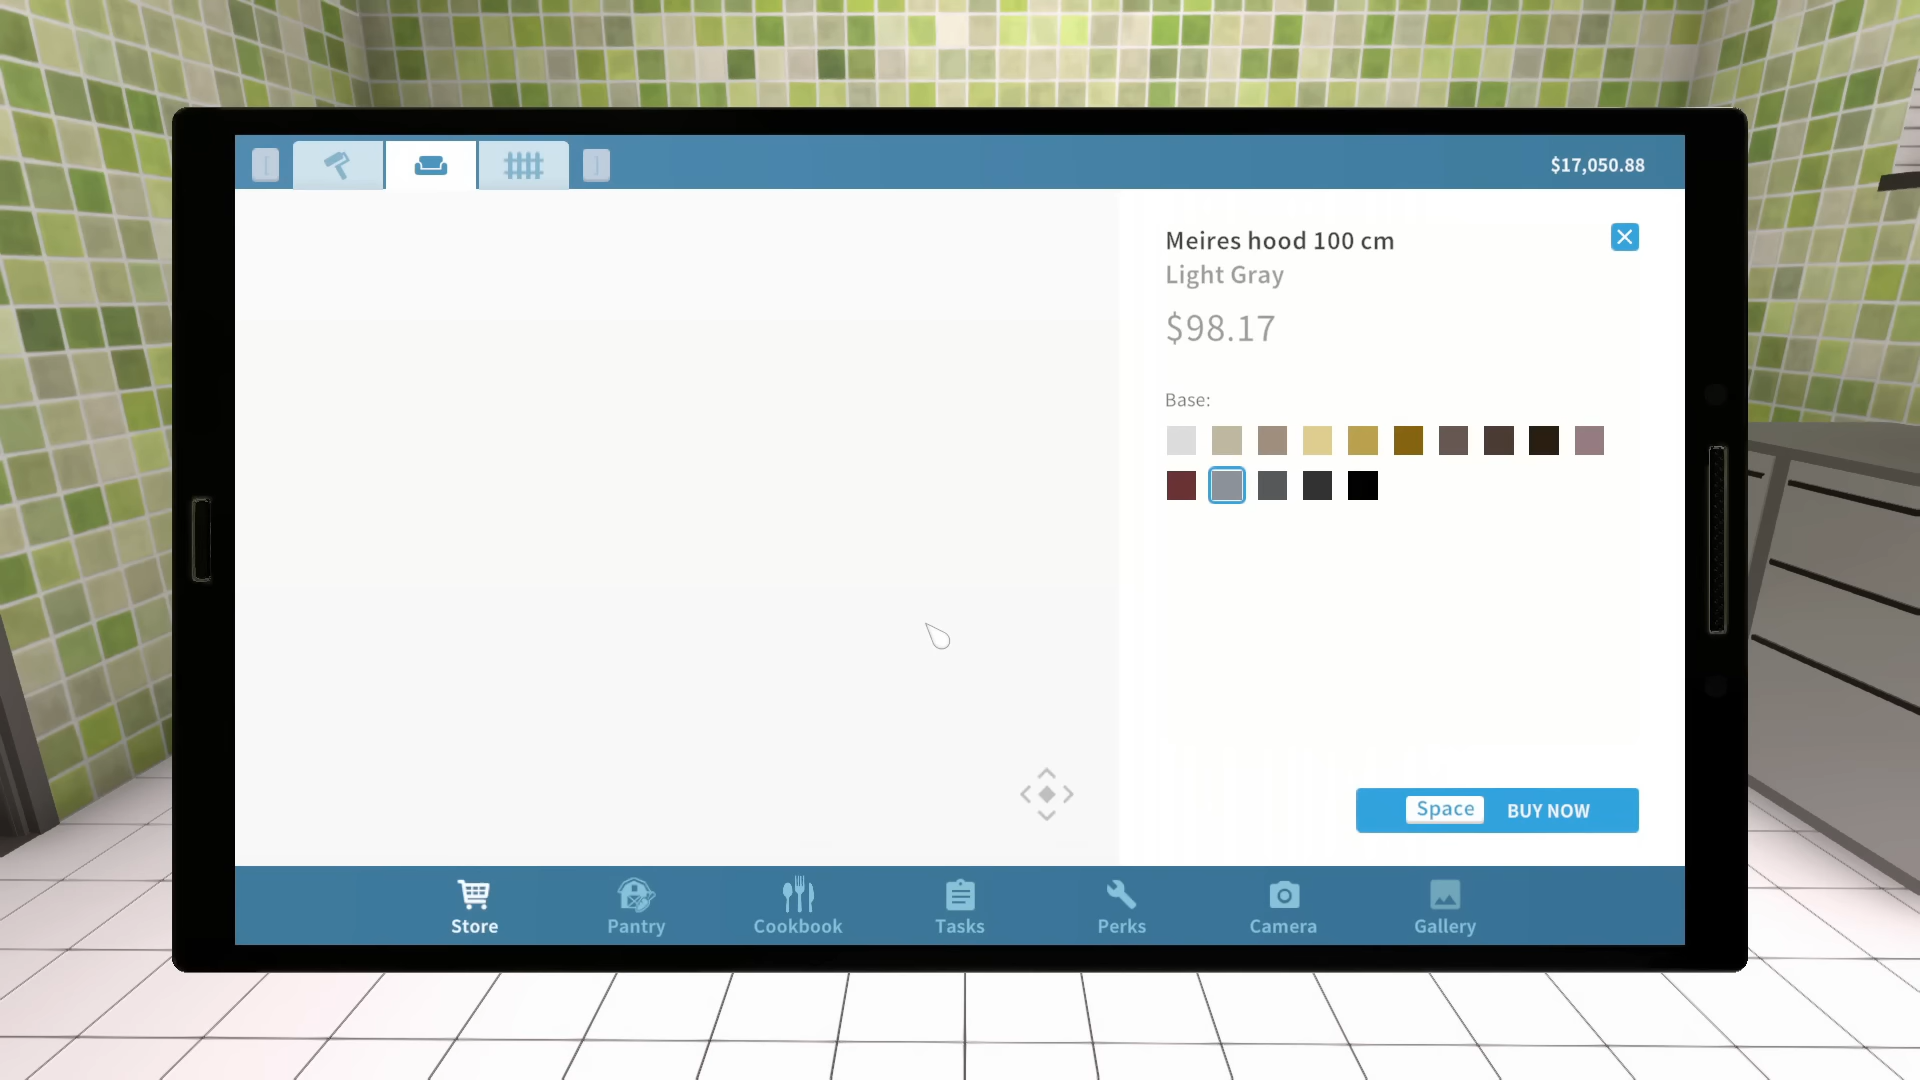 [
]
$17,050.88
Meires hood 100 cm
Light Gray
$98.17
Base:
Space BUY NOW
Store Pantry Cookbook Tasks Perks Camera Gallery